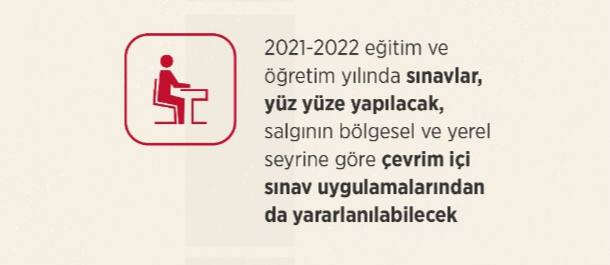 2021-2022 eğitim ve
öğretim yılında sınavlar,
yüz yüze yapılacak,
salgının bölgesel ve yerel
seyrine göre çevrim içi
sınav uygulamalarından
da yararlanılabilecek